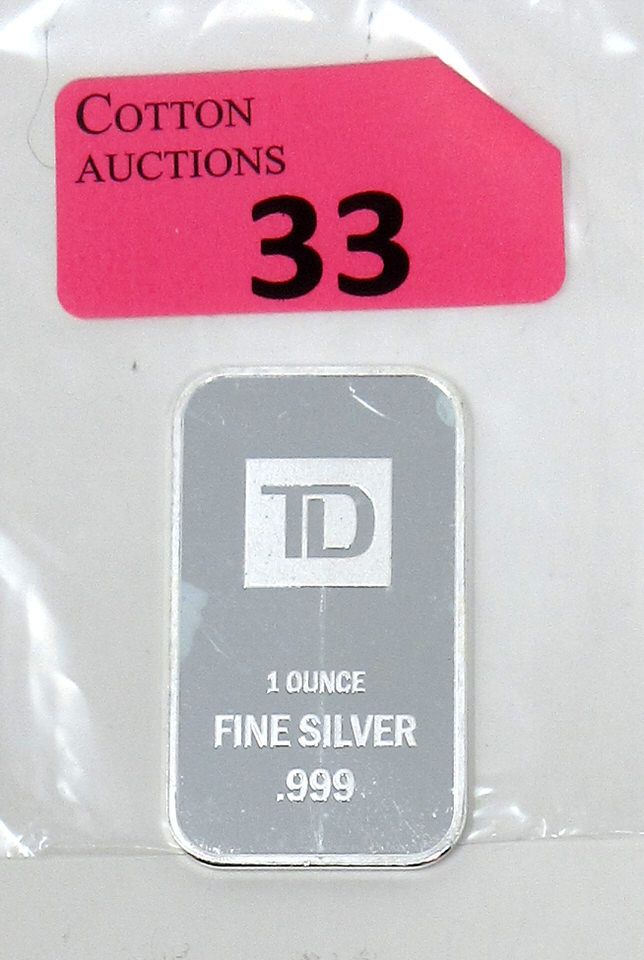 COTTON
AUCTIONS
33
TD
1 OUNCE
FINE SILVER
.999